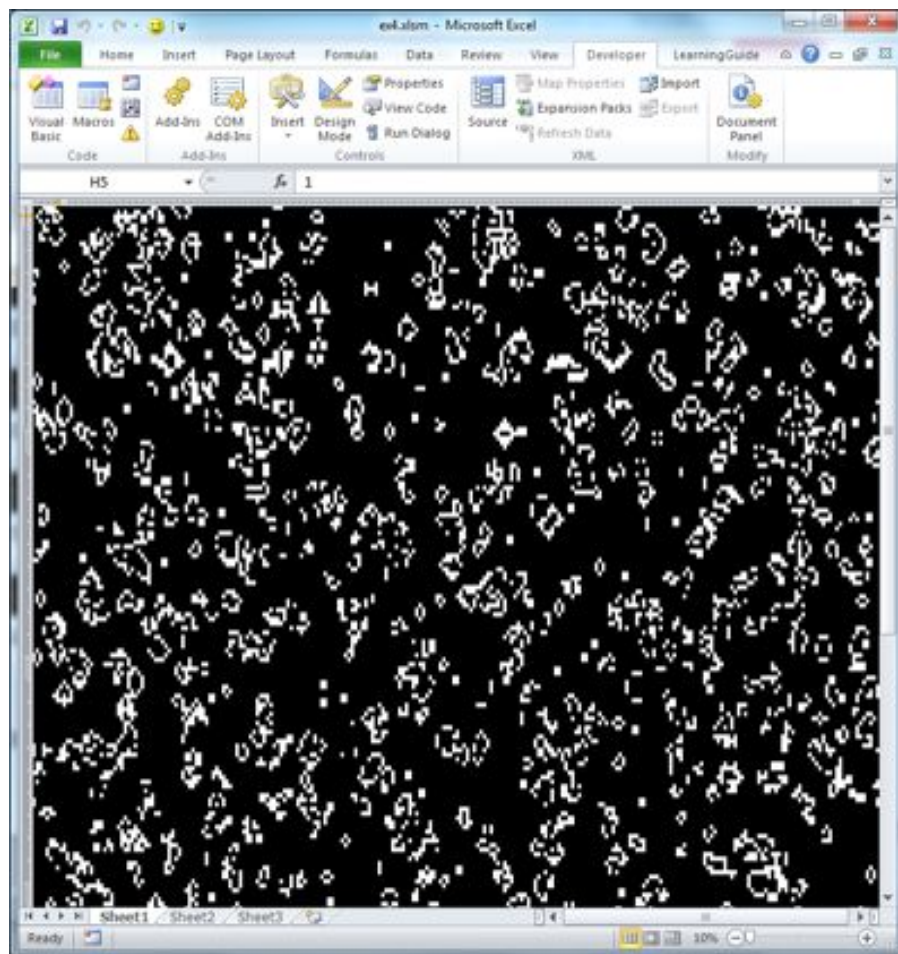 ex4.xlsm - Microsoft Excel
File Home Insert Page Layout Formulas Data Review View Developer LearningGuide
Visual Basic Macros Add-Ins COM Add-Ins Insert Design Mode Properties View Code Run Dialog Source Map Properties Expansion Packs Refresh Data Import Export Document Panel
Code Add-Ins Controls XML Modify
H5 fx 1
Sheet1 Sheet2 Sheet3
Ready 10%